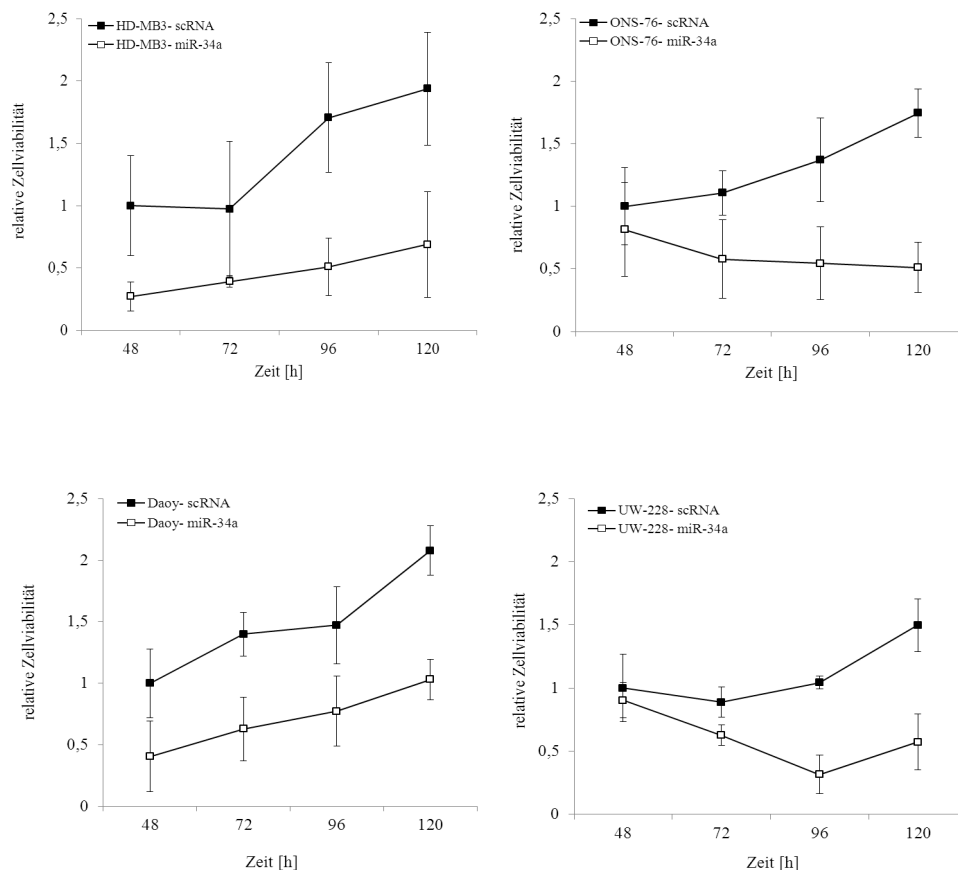 HD-MB3- scRNA
HD-MB3- miR-34a
relative Zellviabilität
2,5
2
1,5
1
0,5
0
48 72 96 120
Zeit [h]
ONS-76- scRNA
ONS-76- miR-34a
relative Zellviabilität
2,5
2
1,5
1
0,5
0
48 72 96 120
Zeit [h]
Daoy- scRNA
Daoy- miR-34a
relative Zellviabilität
2,5
2
1,5
1
0,5
0
48 72 96 120
Zeit [h]
UW-228- scRNA
UW-228- miR-34a
relative Zellviabilität
2,5
2
1,5
1
0,5
0
48 72 96 120
Zeit [h]